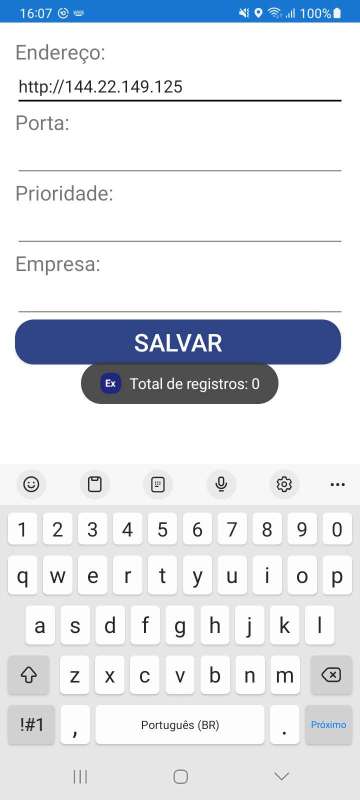 16:07 100%
Endereço:
http://144.22.149.125
Porta:
Prioridade:
Empresa:
SALVAR
Ex Total de registros: 0
1 2 3 4 5 6 7 8 9 0
q w e r t y u i o p
a s d f g h j k l
z x c v b n m
!#1 , Português (BR) . Próximo